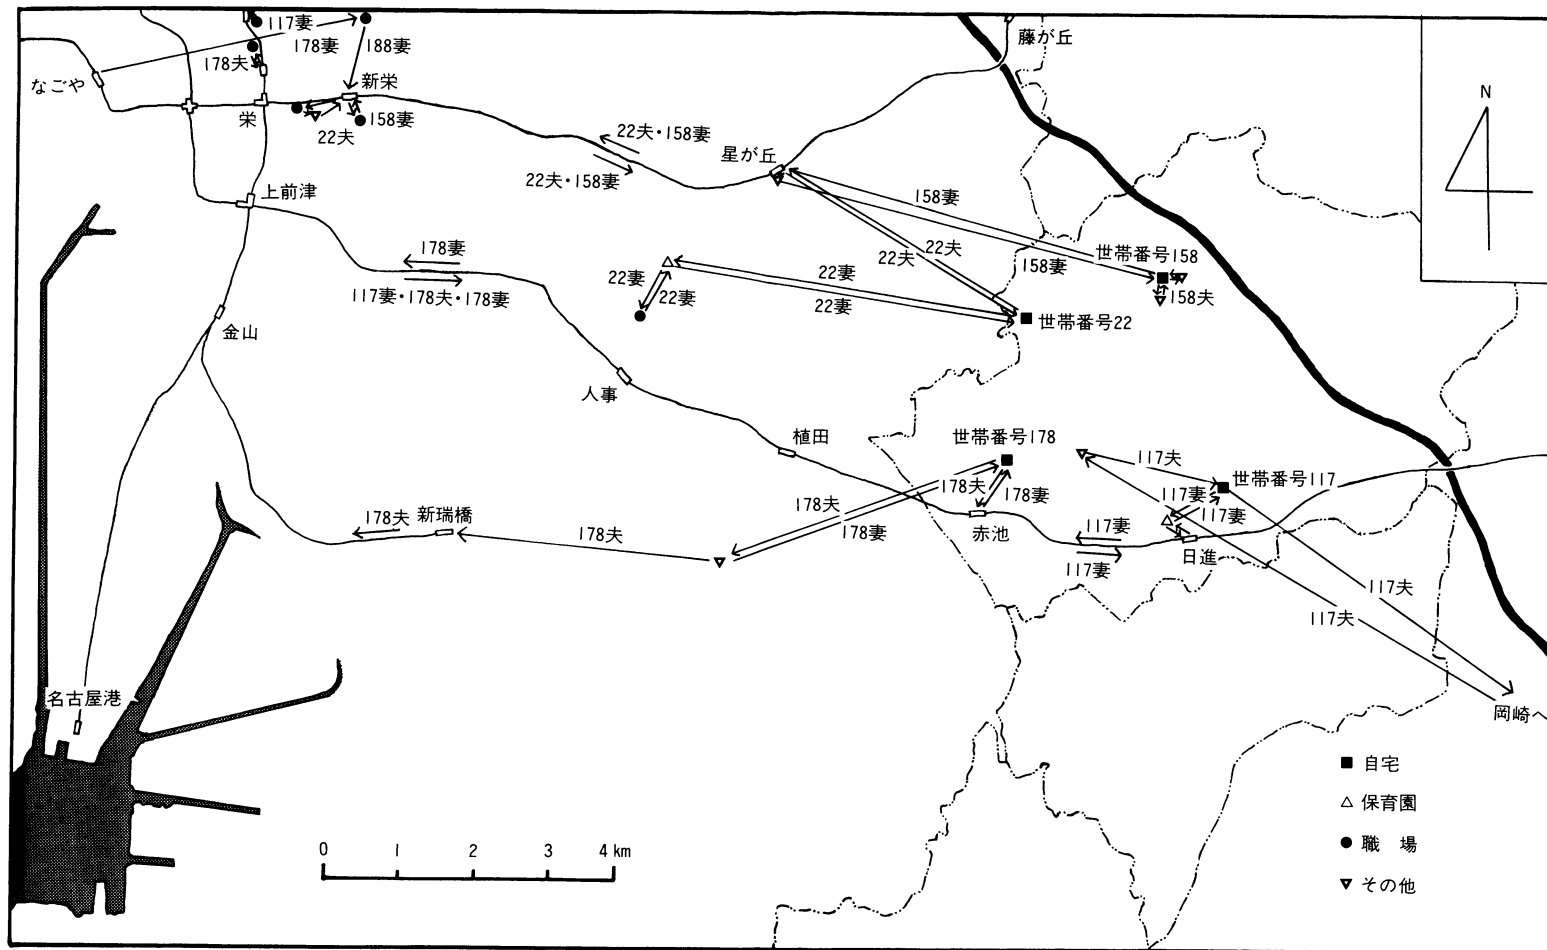 117妻
178妻
188妻
178夫
藤が丘
なごや
新栄
栄
22夫
158妻
22夫・158妻
22夫・158妻
星が丘
N
上前津
158妻
世帯番号158
158妻
158夫
178妻
117妻・178夫・178妻
22妻
22妻
22妻
22妻
22夫
22夫
世帯番号22
金山
人事
植田
世帯番号178
117夫
世帯番号117
178夫
178夫
178妻
178妻
117妻
117妻
178夫
新瑞橋
178夫
赤池
117妻
日進
117妻
117夫
117夫
岡崎へ
名古屋港
自宅
保育園
職 場
その他
0 1 2 3 4 km